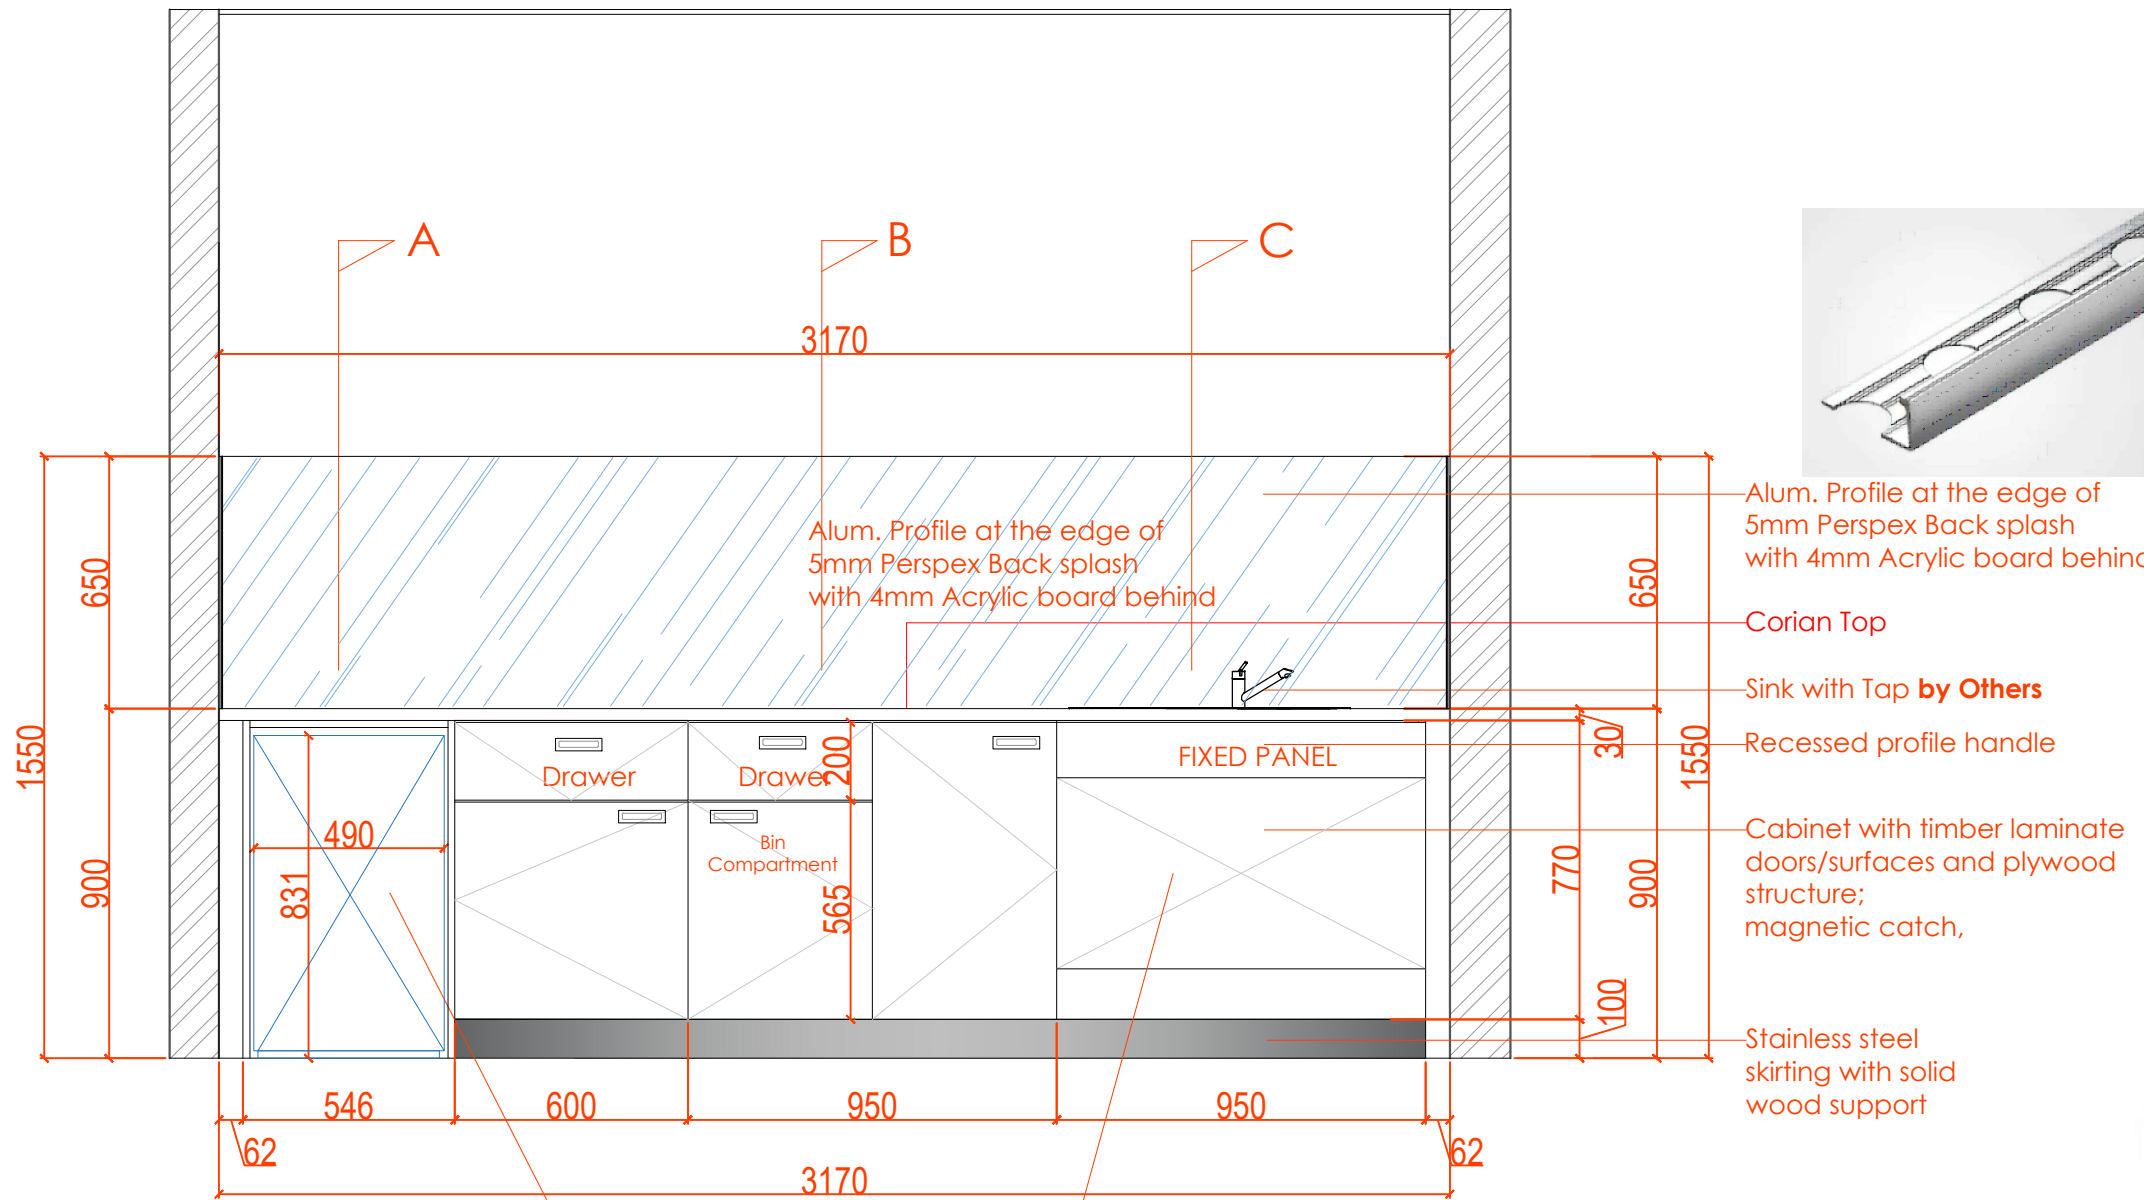 A
B
C
3170
Alum. Profile at the edge of
5mm Perspex Back splash
with 4mm Acrylic board behind
Alum. Profile at the edge of
5mm Perspex Back splash
with 4mm Acrylic board behind
Corian Top
Sink with Tap by Others
Recessed profile handle
Cabinet with timber laminate
doors/surfaces and plywood
structure;
magnetic catch,
Stainless steel
skirting with solid
wood support
650
1550
900
650
30
1550
770
900
100
Drawer
Drawer
200
FIXED PANEL
490
831
Bin
Compartment
565
546
600
950
950
62
62
3170